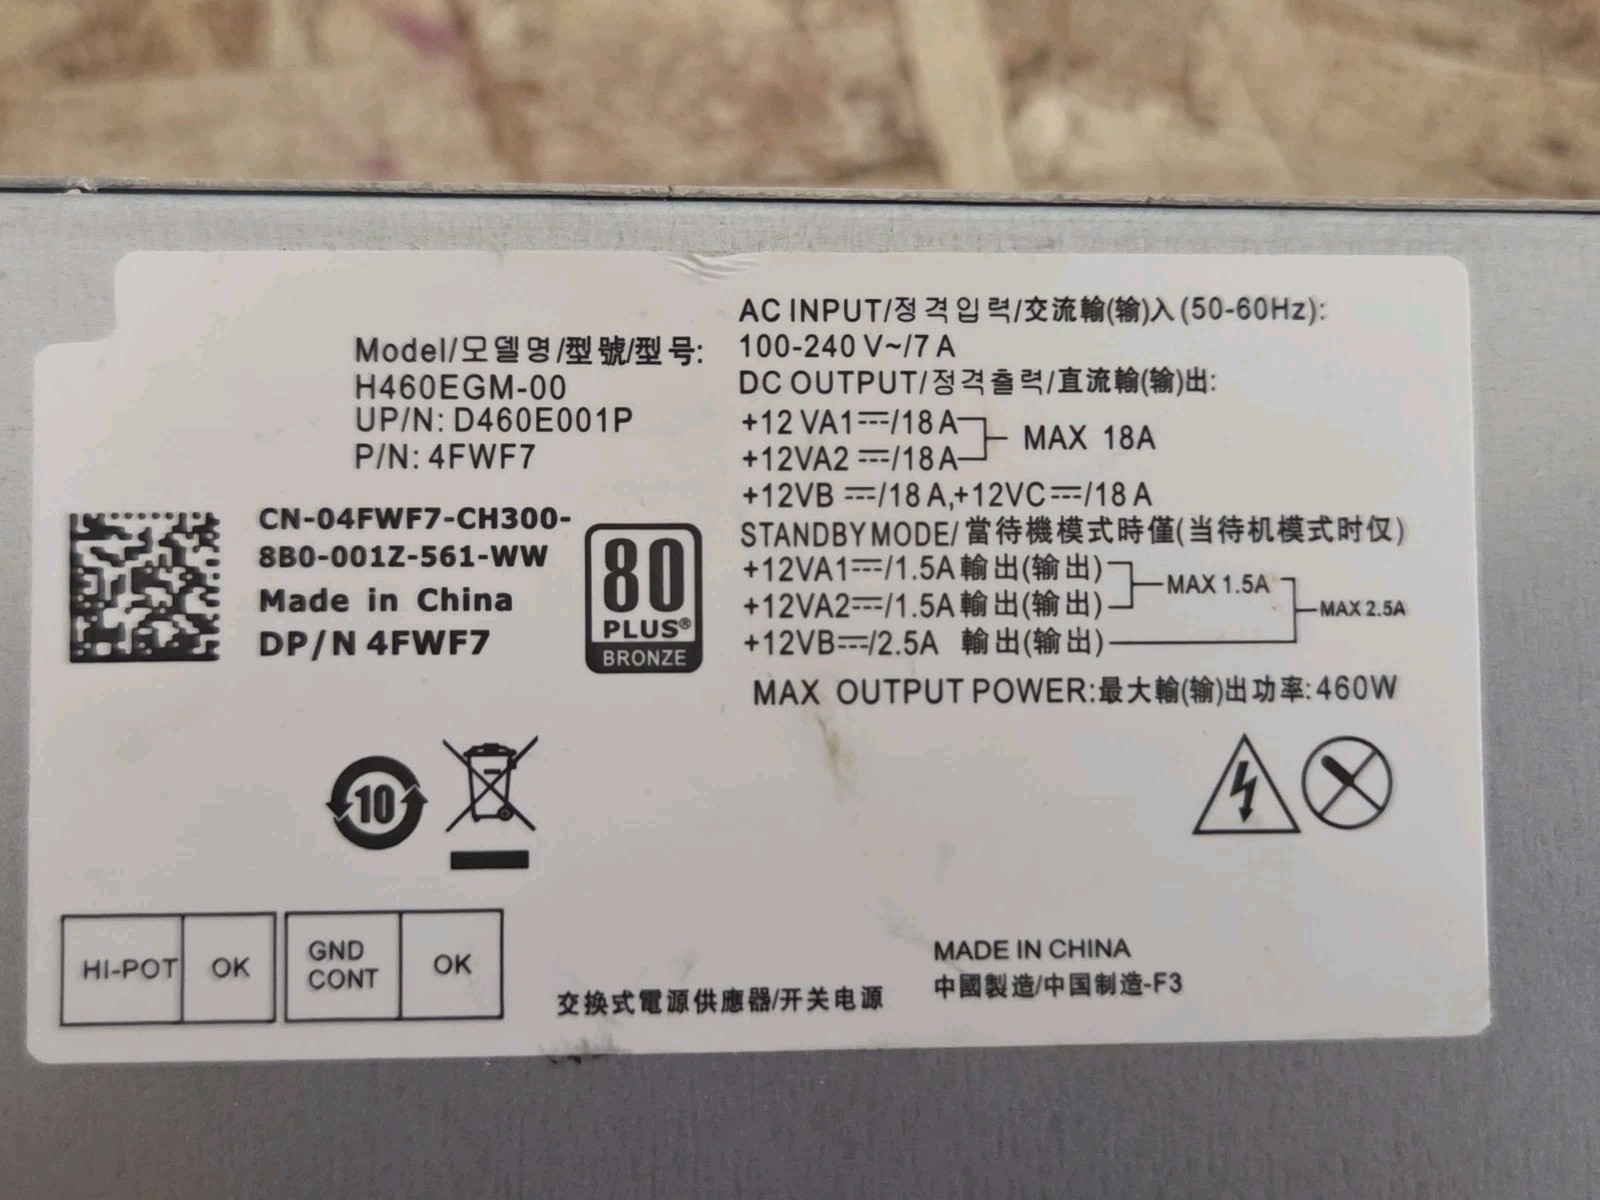 Model/모델명/型號/型号:
H460EGM-00
UP/N: D460E001P
P/N: 4FWF7
CN-04FWF7-CH300-
8B0-001Z-561-WW
Made in China
DP/N 4FWF7
80
PLUS®
BRONZE
AC INPUT/정격입력/交流輸(输)入(50-60Hz):
100-240 V~/7 A
DC OUTPUT/정격출력/直流輸(输)出:
+12 VA1⎓/18 A
+12VA2 ⎓/18 A
MAX 18A
+12VB ⎓/18 A,+12VC⎓/18 A
STANDBY MODE/當待機模式時僅(当待机模式时仅)
+12VA1⎓/1.5A 輸出(输出)
+12VA2⎓/1.5A 輸出(输出)
MAX 1.5A
+12VB⎓/2.5A 輸出(输出)
MAX 2.5A
MAX OUTPUT POWER:最大輸(输)出功率:460W
10
HI-POT OK
GND CONT OK
交換式電源供應器/开关电源
MADE IN CHINA
中國製造/中国制造-F3